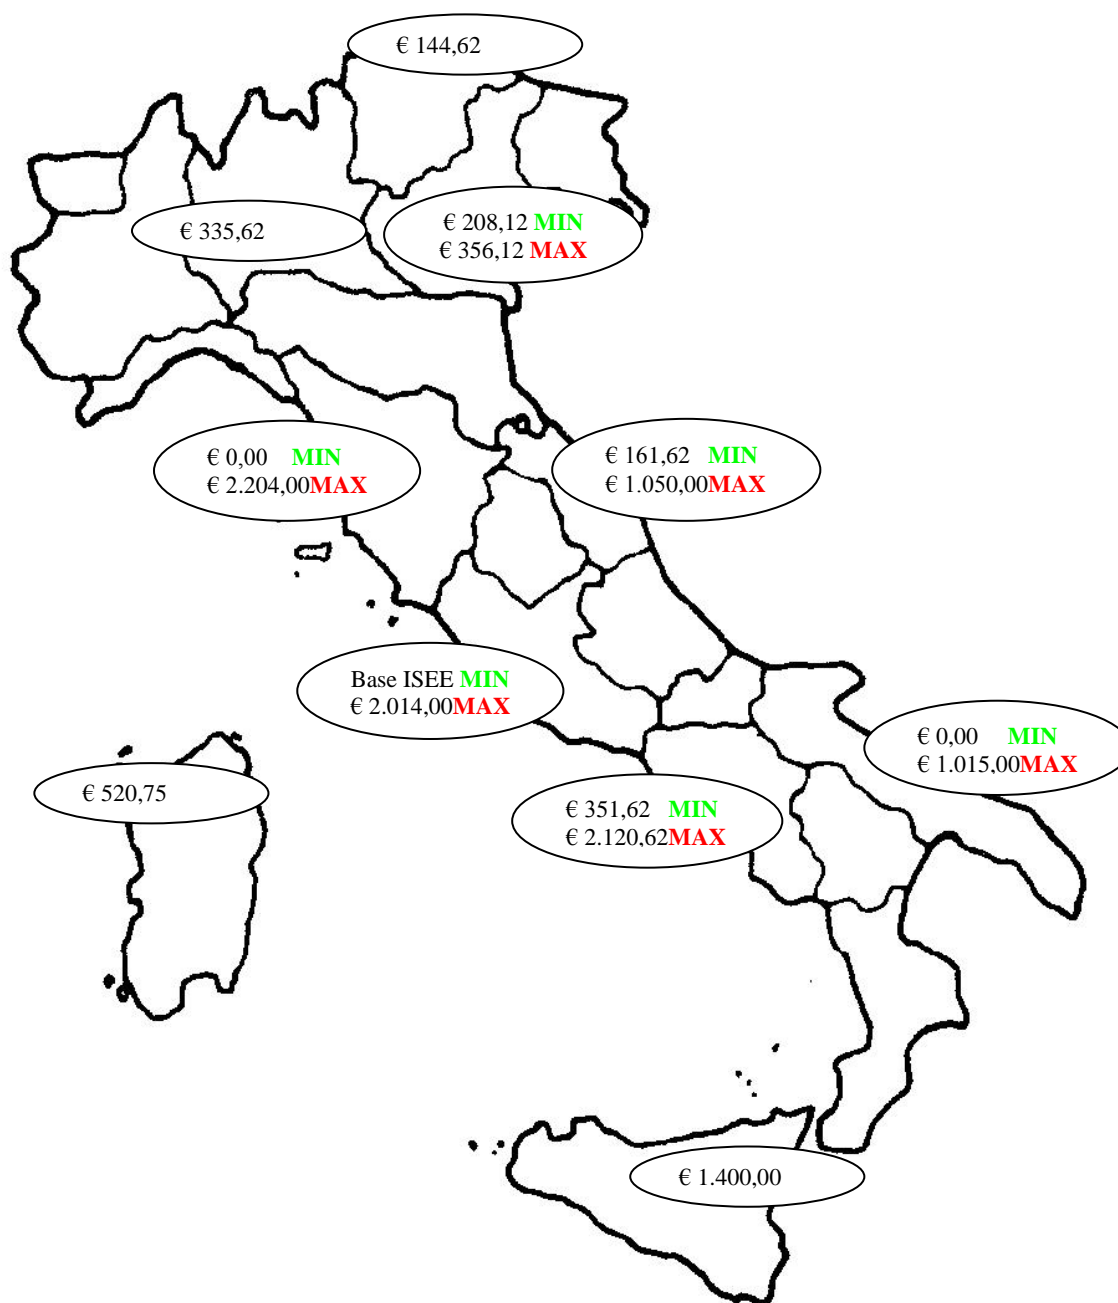 € 144,62
€ 335,62
€ 208,12 MIN
€ 356,12 MAX
€ 0,00 MIN
€ 2.204,00MAX
€ 161,62 MIN
€ 1.050,00MAX
Base ISEE MIN
€ 2.014,00MAX
€ 0,00 MIN
€ 1.015,00MAX
€ 520,75
€ 351,62 MIN
€ 2.120,62MAX
€ 1.400,00